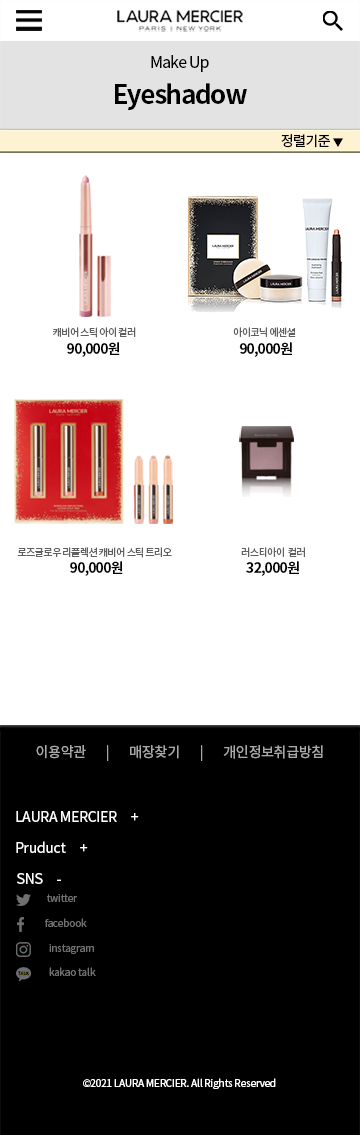 LAURA MERCIER
PARIS | NEW YORK
Make Up
Eyeshadow
정렬기준 ▼
캐비어 스틱 아이 컬러
90,000원
아이코닉 에센셜
90,000원
LAURA MERCIER
로즈글로우 리플렉션 캐비어 스틱 트리오
90,000원
러스티아이 컬러
32,000원
이용약관 | 매장찾기 | 개인정보취급방침
LAURA MERCIER +
Pruduct +
SNS -
twitter
facebook
instagram
TALK kakao talk
©2021 LAURA MERCIER. All Rights Reserved